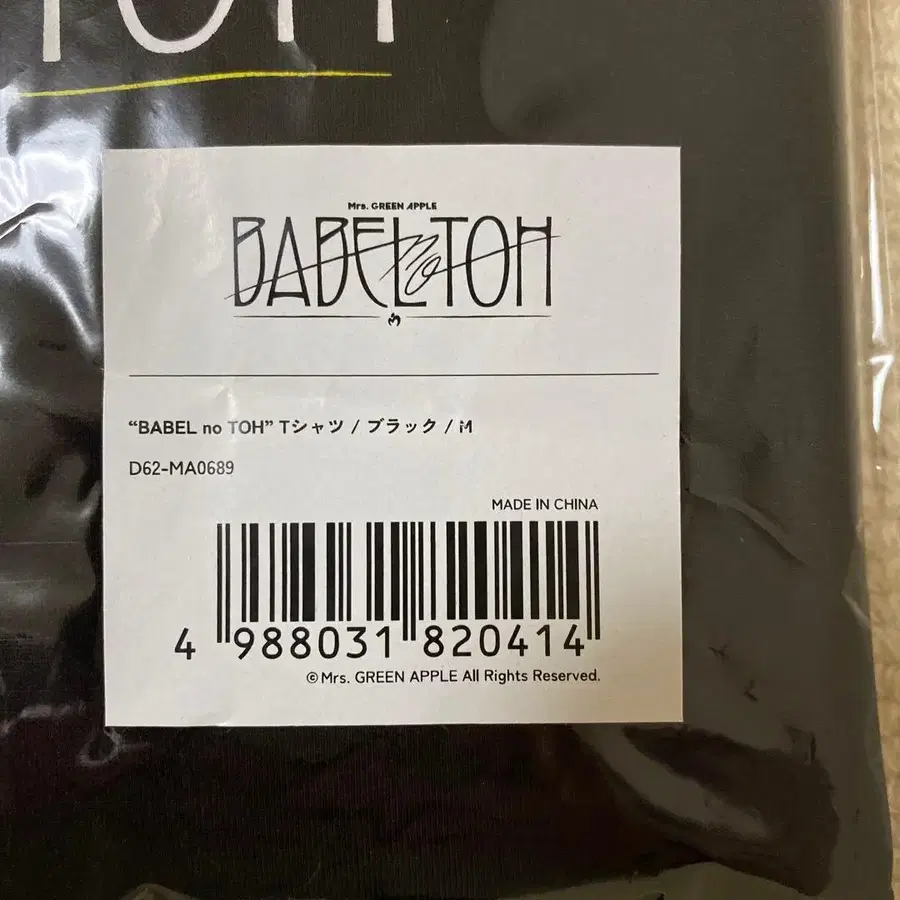 TOH
Mrs. GREEN APPLE
BABEL no TOH
“BABEL no TOH” Tシャツ / ブラック / M
D62-MA0689
MADE IN CHINA
4 988031 820414
©Mrs. GREEN APPLE All Rights Reserved.